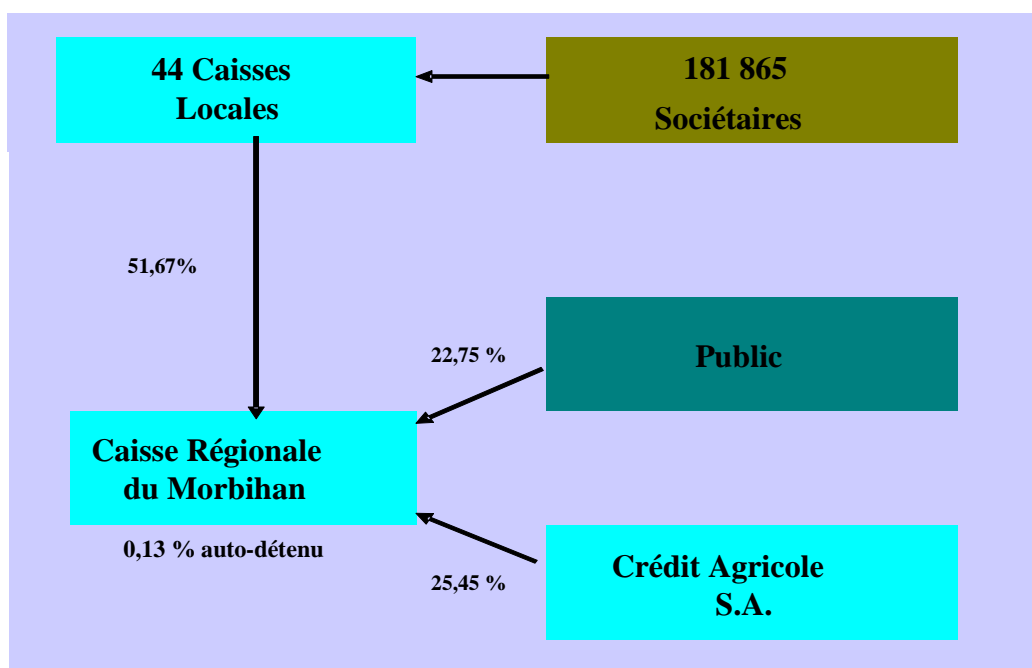 44 Caisses
Locales
181 865
Sociétaires
51,67%
22,75 %
Public
Caisse Régionale
du Morbihan
0,13 % auto-détenu
25,45 %
Crédit Agricole
S.A.